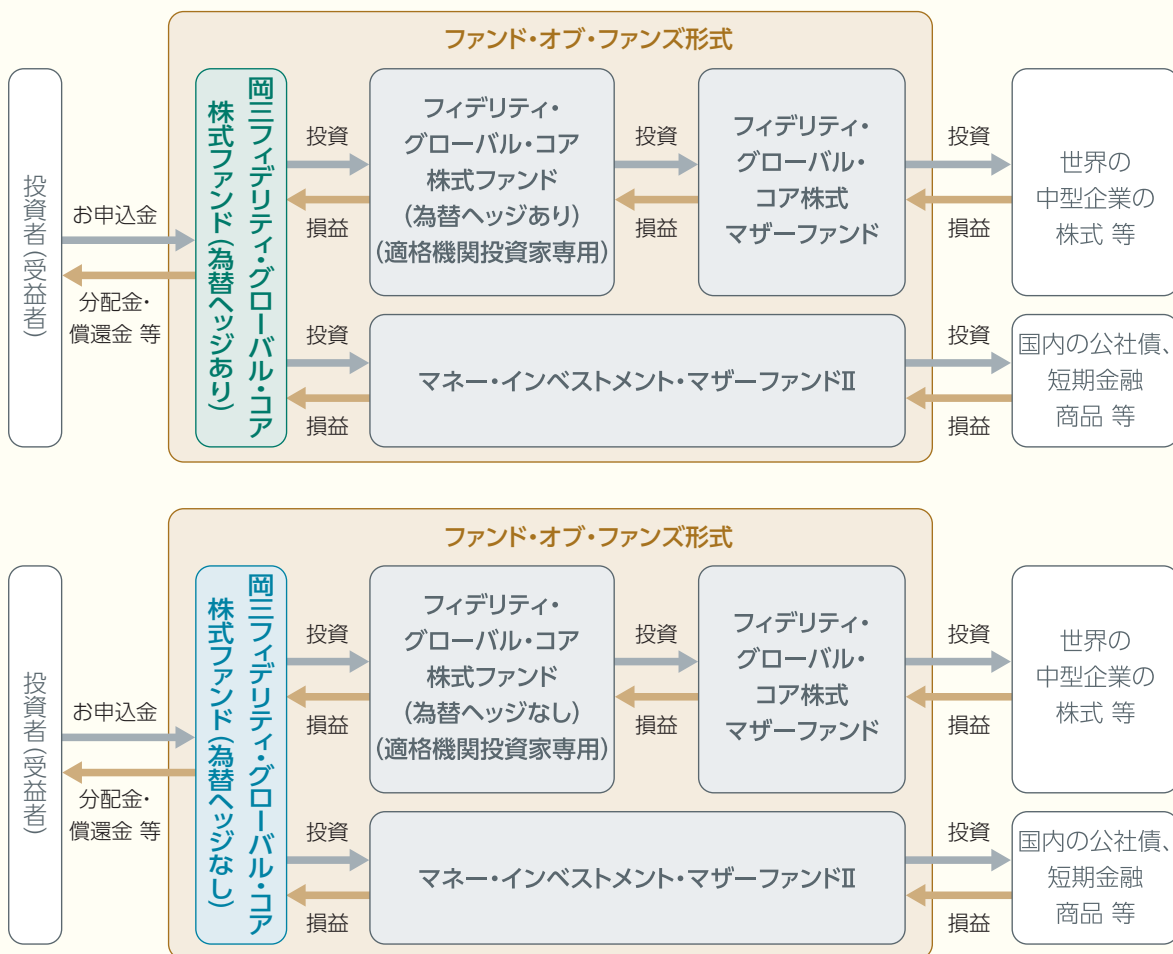 ファンド・オブ・ファンズ形式
投資者(受益者)
お申込金
分配金・
償還金 等
岡三フィデリティ・グローバル・コア
株式ファンド(為替ヘッジあり)
投資
損益
フィデリティ・
グローバル・コア
株式ファンド
(為替ヘッジあり)
(適格機関投資家専用)
投資
損益
フィデリティ・
グローバル・
コア株式
マザーファンド
投資
損益
世界の
中型企業の
株式 等
投資
損益
マネー・インベストメント・マザーファンドⅡ
投資
損益
国内の公社債、
短期金融
商品 等
ファンド・オブ・ファンズ形式
投資者(受益者)
お申込金
分配金・
償還金 等
岡三フィデリティ・グローバル・コア
株式ファンド(為替ヘッジなし)
投資
損益
フィデリティ・
グローバル・コア
株式ファンド
(為替ヘッジなし)
(適格機関投資家専用)
投資
損益
フィデリティ・
グローバル・
コア株式
マザーファンド
投資
損益
世界の
中型企業の
株式 等
投資
損益
マネー・インベストメント・マザーファンドⅡ
投資
損益
国内の公社債、
短期金融
商品 等